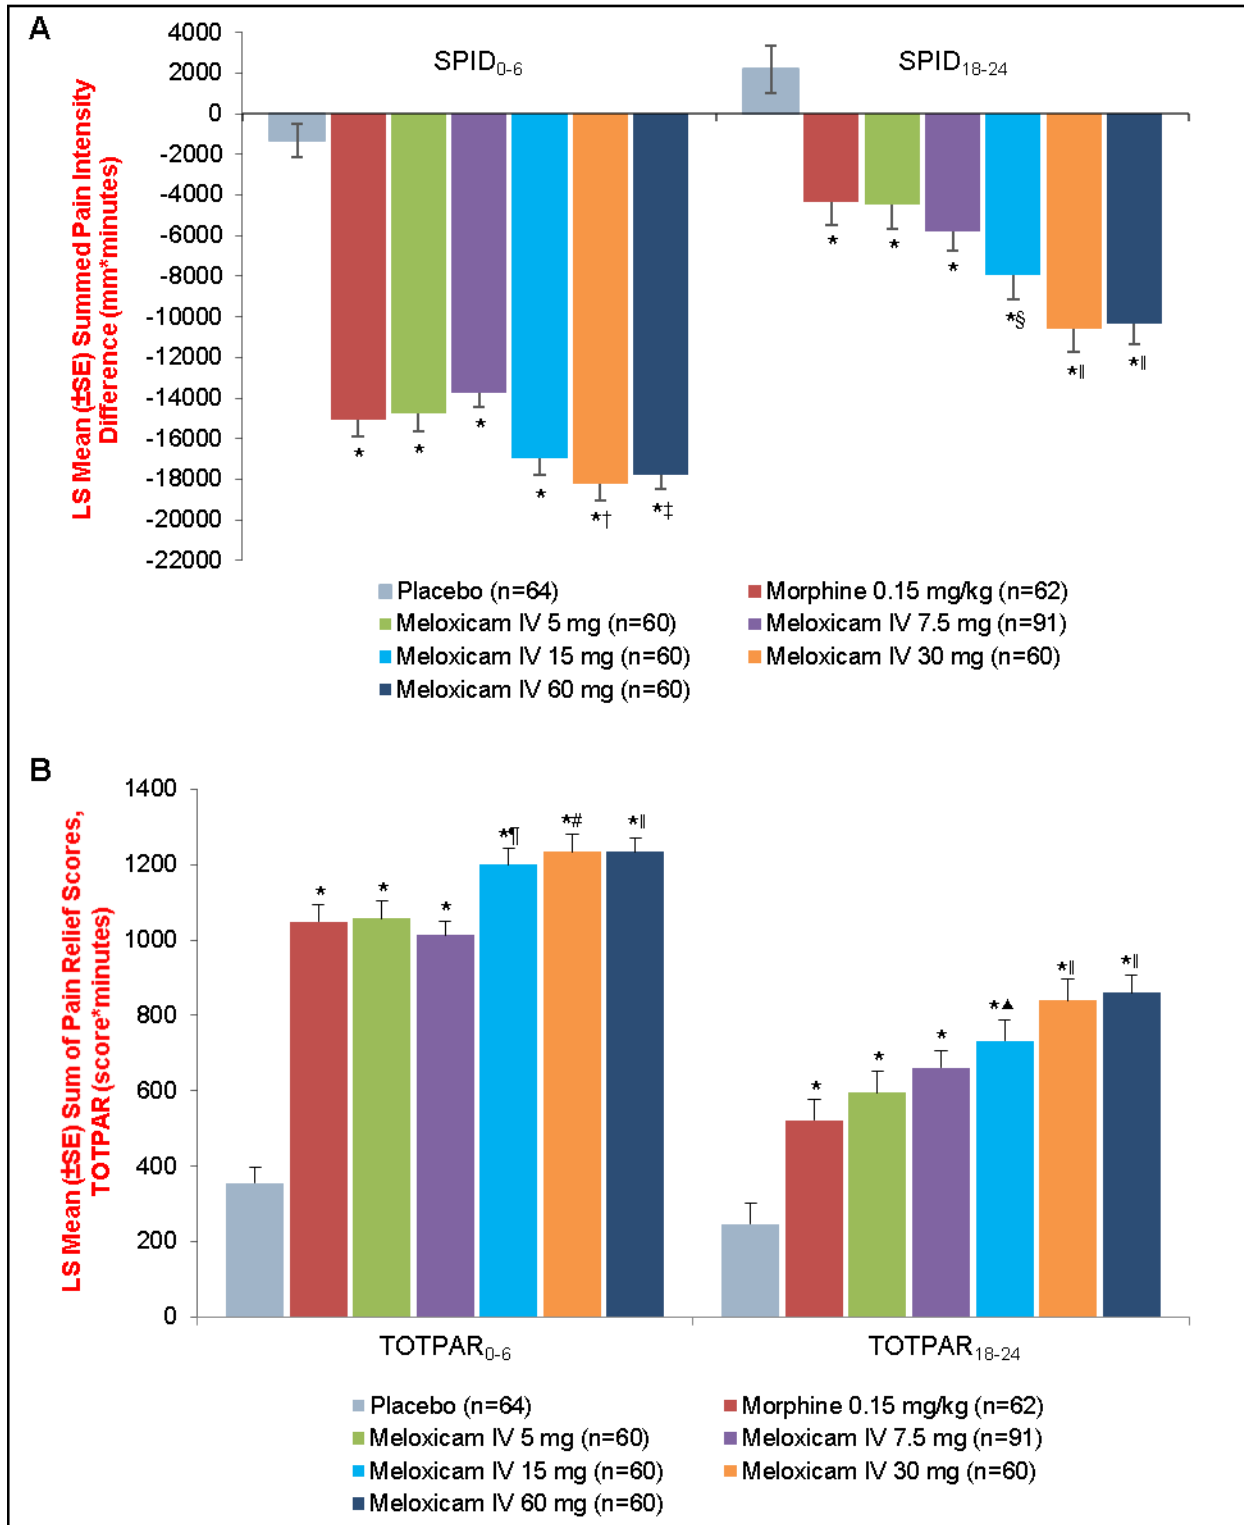 A
LS Mean (±SE) Summed Pain Intensity
Difference (mm*minutes)
4000
2000
0
-2000
-4000
-6000
-8000
-10000
-12000
-14000
-16000
-18000
-20000
-22000
SPID0-6
SPID18-24
*
*
*
*
*†
*‡
*
*
*
*§
*‖
*‖
Placebo (n=64)
Morphine 0.15 mg/kg (n=62)
Meloxicam IV 5 mg (n=60)
Meloxicam IV 7.5 mg (n=91)
Meloxicam IV 15 mg (n=60)
Meloxicam IV 30 mg (n=60)
Meloxicam IV 60 mg (n=60)
B
LS Mean (±SE) Sum of Pain Relief Scores,
TOTPAR (score*minutes)
1400
1200
1000
800
600
400
200
0
*
*
*
*¶
*#
*‖
*
*
*
*▲
*‖
*‖
TOTPAR0-6
TOTPAR18-24
Placebo (n=64)
Morphine 0.15 mg/kg (n=62)
Meloxicam IV 5 mg (n=60)
Meloxicam IV 7.5 mg (n=91)
Meloxicam IV 15 mg (n=60)
Meloxicam IV 30 mg (n=60)
Meloxicam IV 60 mg (n=60)